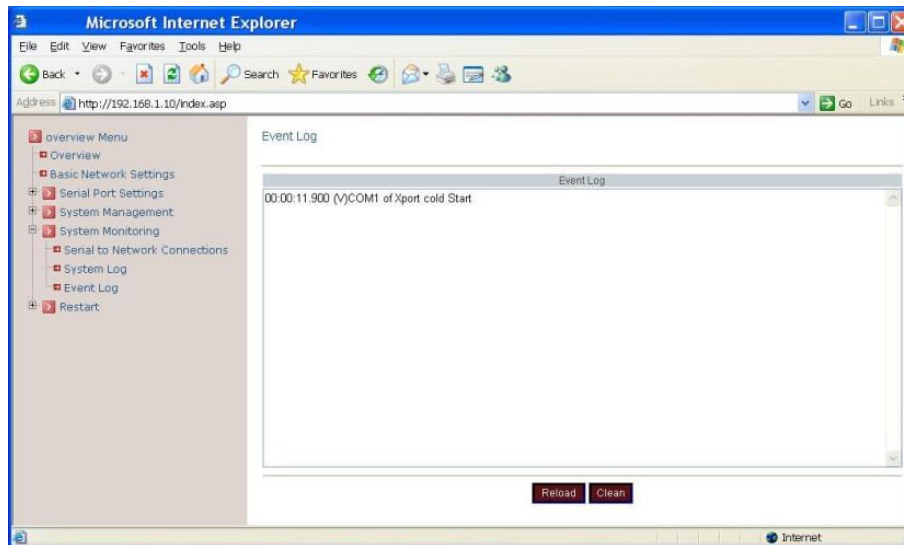 Microsoft Internet Explorer
File Edit View Favorites Tools Help
Back Search Favorites
Address http://192.168.1.10/index.asp Go Links
overview Menu
Overview
Basic Network Settings
Serial Port Settings
System Management
System Monitoring
Serial to Network Connections
System Log
Event Log
Restart
Event Log
Event Log
00:00:11.900 (V)COM1 of Xport cold Start
Reload Clean
Internet